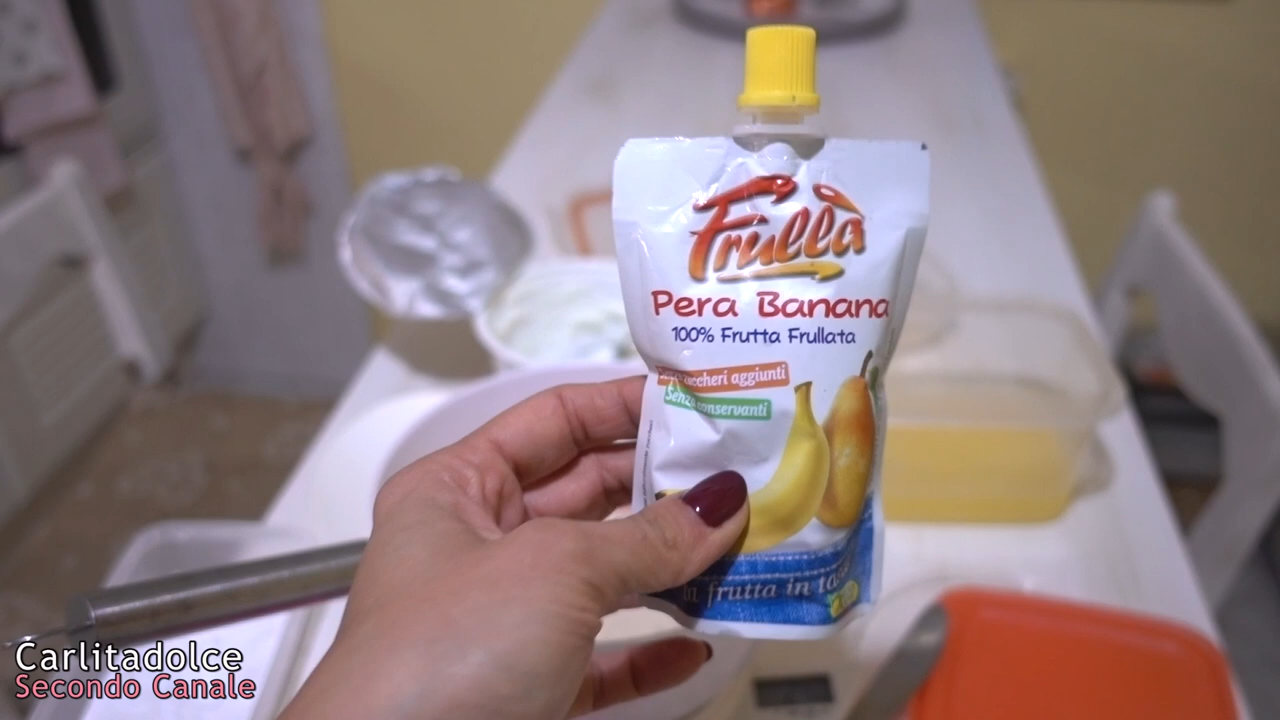 Frullà
Pera Banana
100% Frutta Frullata
zuccheri aggiunti
Senza conservanti
frutta in
Carlitadolce
Secondo Canale